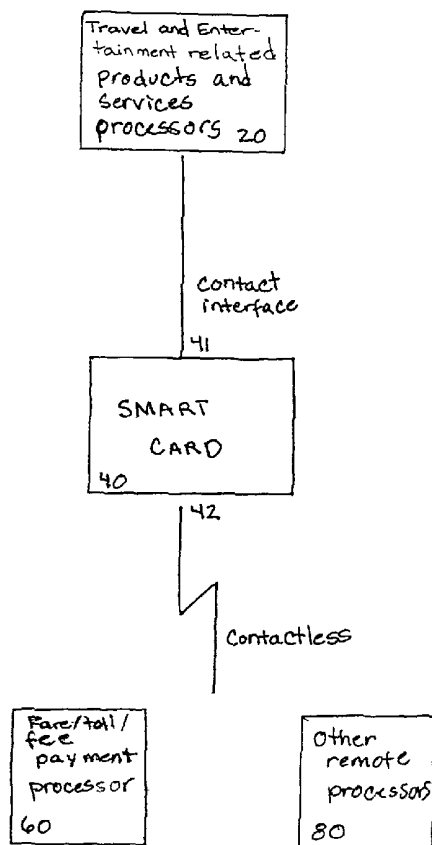 Travel and Enter-
tainment related
products and
services
processors 20
contact
interface
41
SMART
CARD
40
42
Contactless
Fare/toll/
fee
payment
processor
60
Other
remote
processors
80